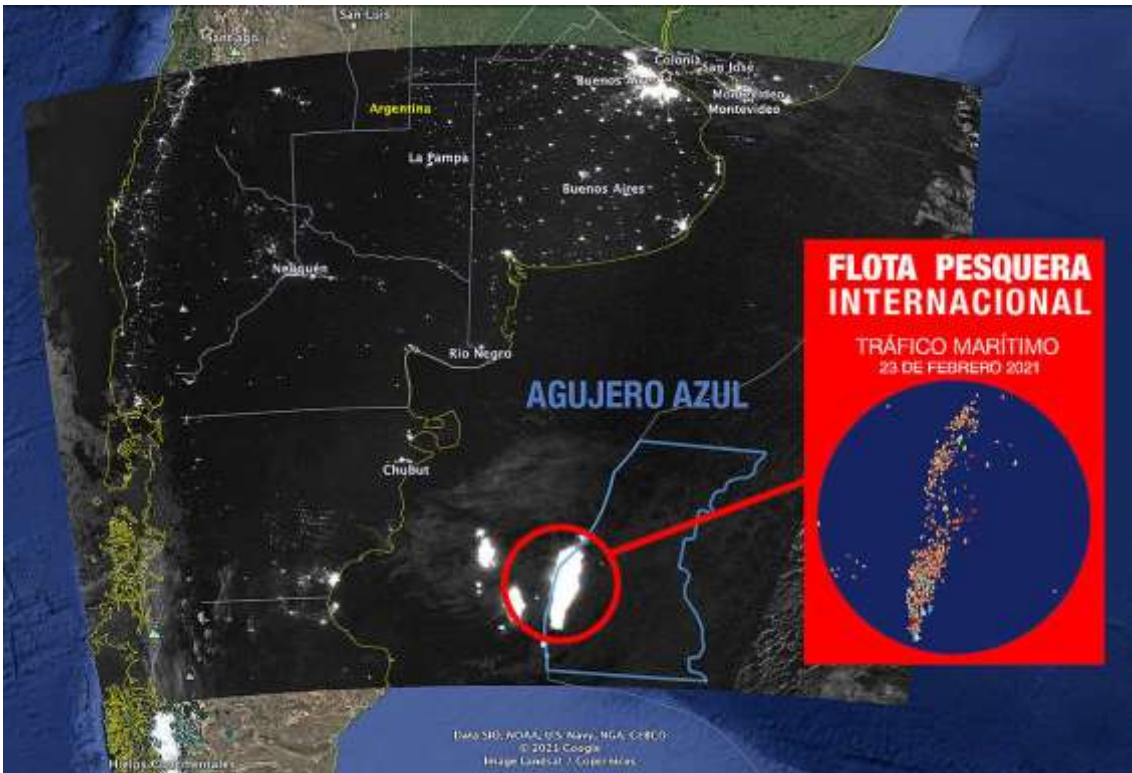 San Luis
Santiago
Colonia
San José
Buenos Aires
Montevideo
Montevideo
Argentina
La Pampa
Buenos Aires
Neuquén
Río Negro
AGUJERO AZUL
Chubut
FLOTA PESQUERA
INTERNACIONAL
TRÁFICO MARÍTIMO
23 DE FEBRERO 2021
Data SIO, NOAA, U.S. Navy, NGA, GEBCO
© 2021 Google
Image Landsat / Copernicus
Hielos Continentales